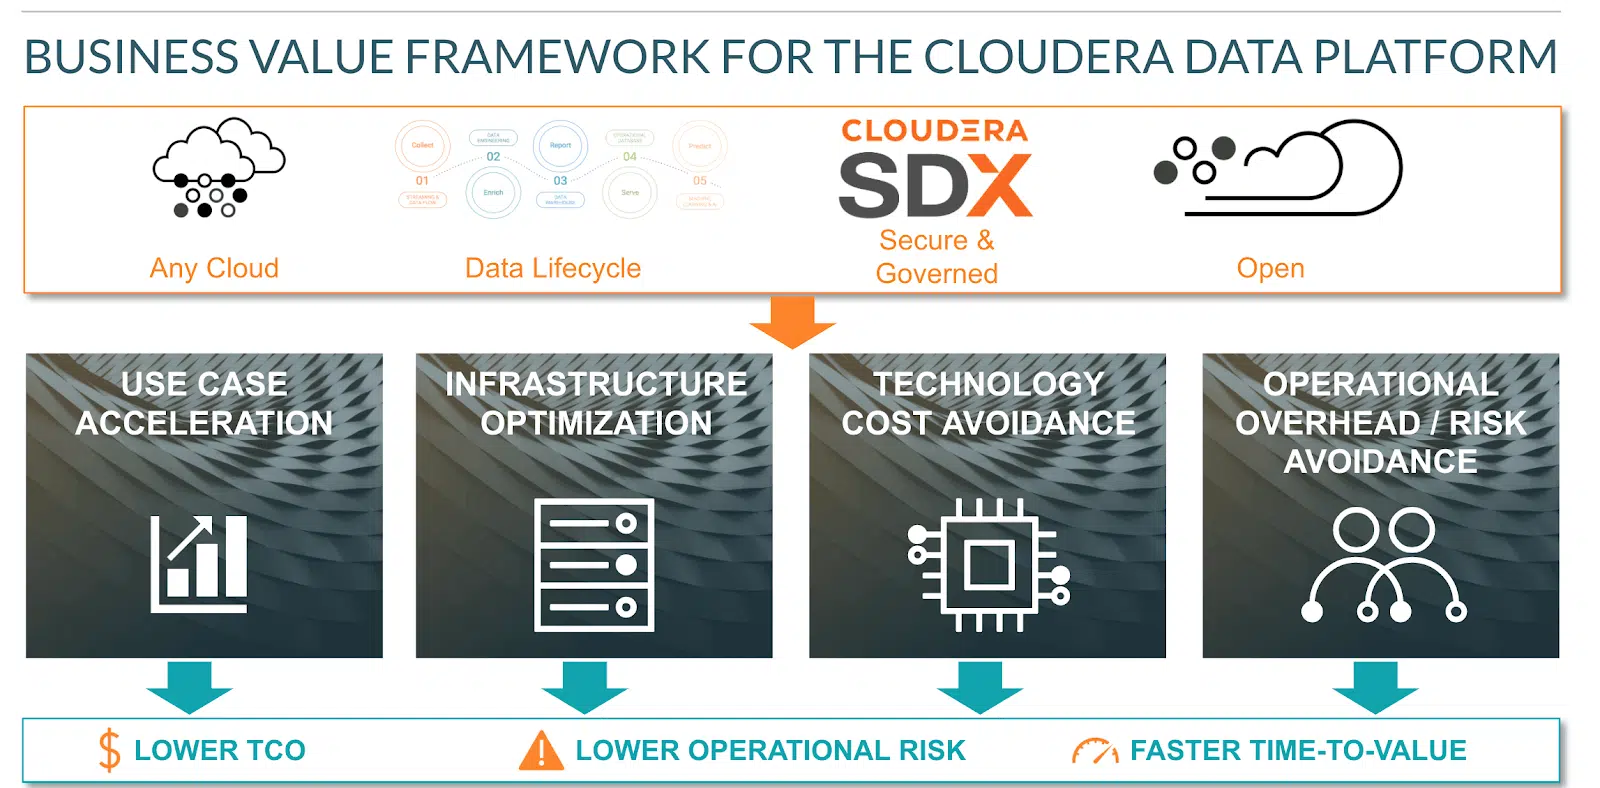 BUSINESS VALUE FRAMEWORK FOR THE CLOUDERA DATA PLATFORM
Collect
01
STREAMING &
DATA FLOW
DATA
ENGINEERING
02
Enrich
Report
03
DATA
WAREHOUSE
OPERATIONAL
DATABASE
04
Serve
Predict
05
MACHINE
LEARNING & AI
CLOUDERA
SDX
Any Cloud
Data Lifecycle
Secure &
Governed
Open
USE CASE
ACCELERATION
INFRASTRUCTURE
OPTIMIZATION
TECHNOLOGY
COST AVOIDANCE
OPERATIONAL
OVERHEAD / RISK
AVOIDANCE
$ LOWER TCO
LOWER OPERATIONAL RISK
FASTER TIME-TO-VALUE